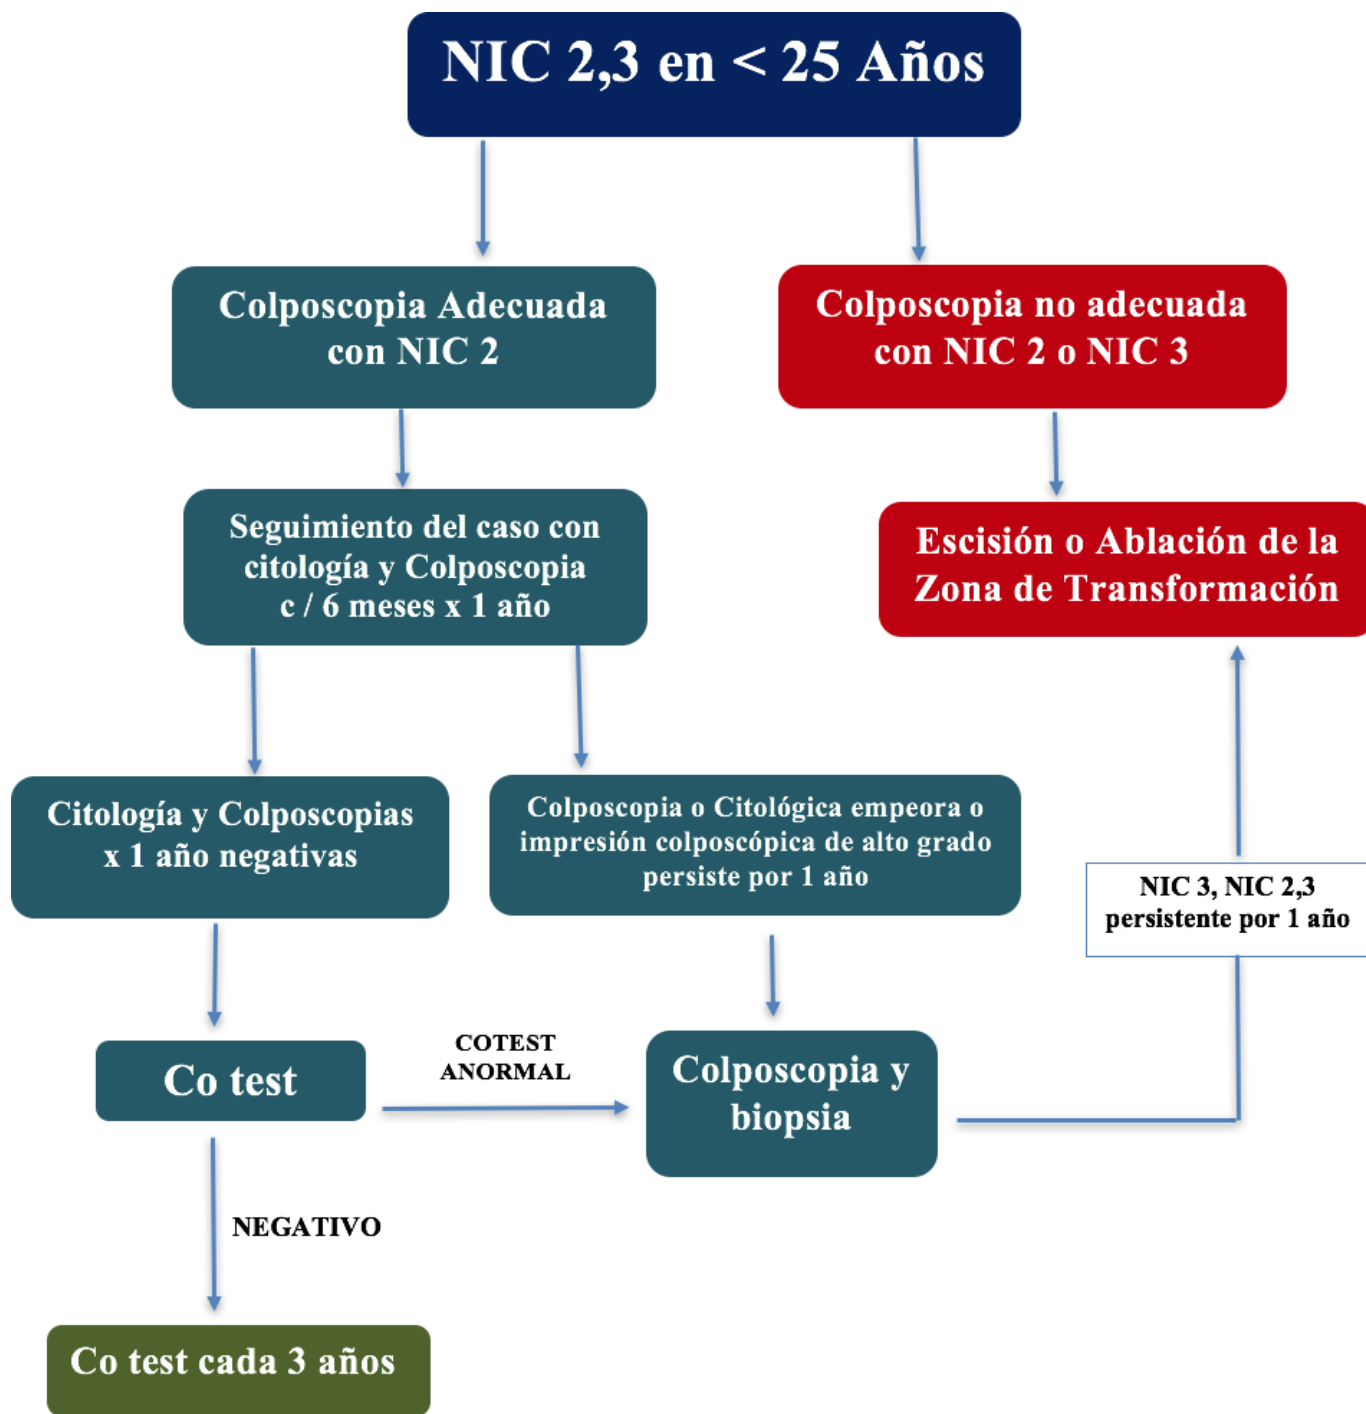 NIC 2,3 en < 25 Años
Colposcopia Adecuada
con NIC 2
Colposcopia no adecuada
con NIC 2 o NIC 3
Seguimiento del caso con
citología y Colposcopia
c / 6 meses x 1 año
Escisión o Ablación de la
Zona de Transformación
Citología y Colposcopias
x 1 año negativas
Colposcopia o Citológica empeora o
impresión colposcópica de alto grado
persiste por 1 año
NIC 3, NIC 2,3
persistente por 1 año
Co test
COTEST
ANORMAL
Colposcopia y
biopsia
NEGATIVO
Co test cada 3 años